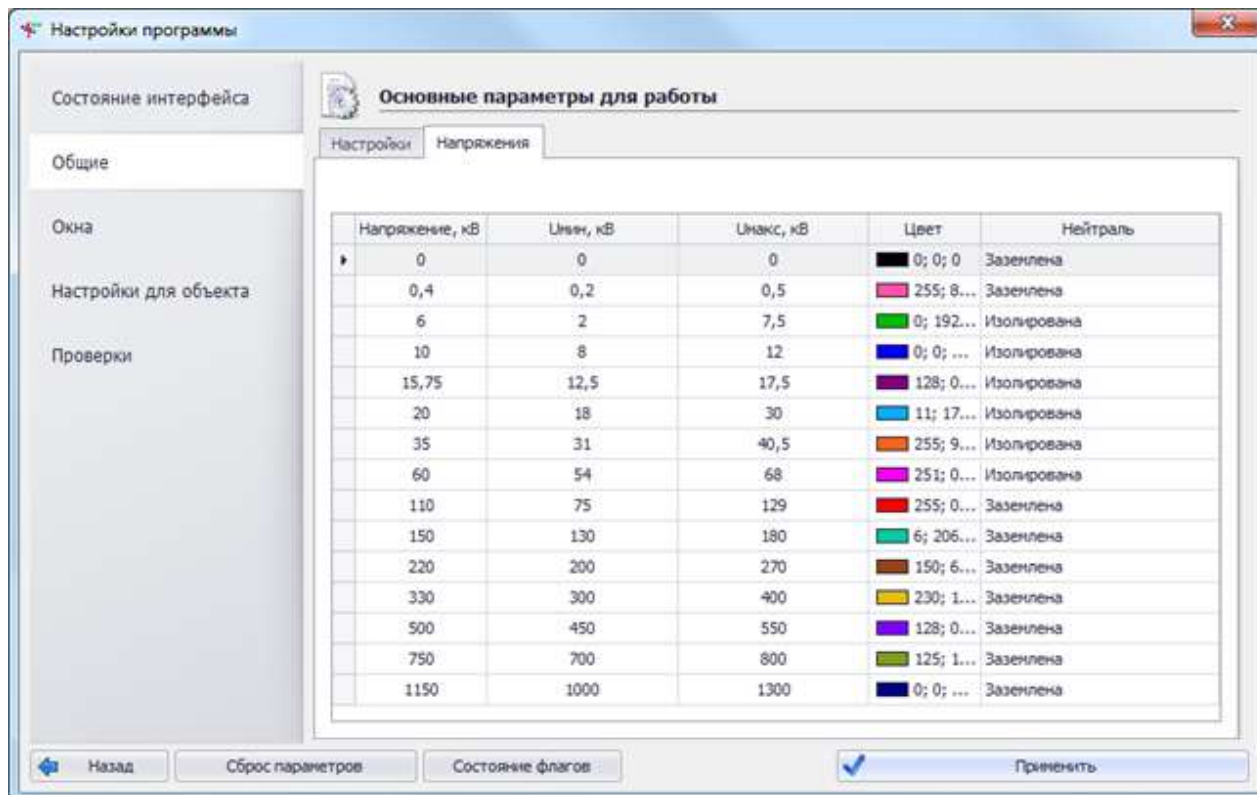 Настройки программы
Состояние интерфейса
Общие
Окна
Настройки для объекта
Проверки
Основные параметры для работы
Настройки Напряжения
Напряжение, кВ Uмин, кВ Uмакс, кВ Цвет Нейтраль
0 0 0 0; 0; 0 Заземлена
0,4 0,2 0,5 255; 8... Заземлена
6 2 7,5 0; 192... Изолирована
10 8 12 0; 0; ... Изолирована
15,75 12,5 17,5 128; 0... Изолирована
20 18 30 11; 17... Изолирована
35 31 40,5 255; 9... Изолирована
60 54 68 251; 0... Изолирована
110 75 129 255; 0... Заземлена
150 130 180 6; 206... Заземлена
220 200 270 150; 6... Заземлена
330 300 400 230; 1... Заземлена
500 450 550 128; 0... Заземлена
750 700 800 125; 1... Заземлена
1150 1000 1300 0; 0; ... Заземлена
Назад Сброс параметров Состояние флагов Применить